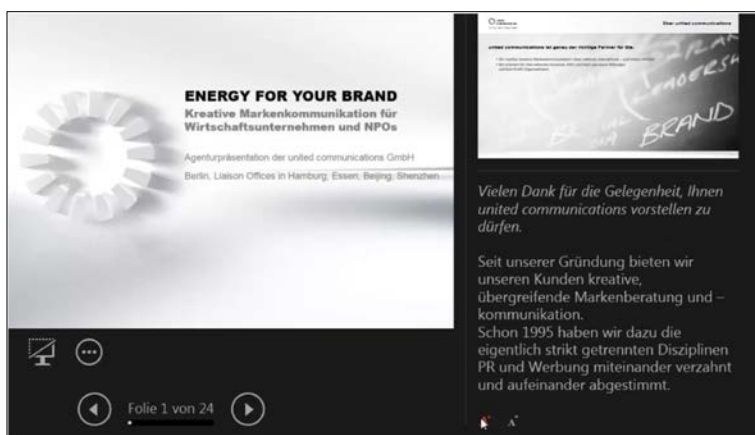 ENERGY FOR YOUR BRAND
Kreative Markenkommunikation für
Wirtschaftsunternehmen und NPOs
Agenturpräsentation der united communications GmbH
Berlin, Liaison Offices in Hamburg, Essen, Beijing, Shenzhen
Folie 1 von 24
Über united communications
united communications ist genau der richtige Partner für Sie.
BRAND
Vielen Dank für die Gelegenheit, Ihnen
united communications vorstellen zu
dürfen.
Seit unserer Gründung bieten wir
unseren Kunden kreative,
übergreifende Markenberatung und –
kommunikation.
Schon 1995 haben wir dazu die
eigentlich strikt getrennten Disziplinen
PR und Werbung miteinander verzahnt
und aufeinander abgestimmt.
A